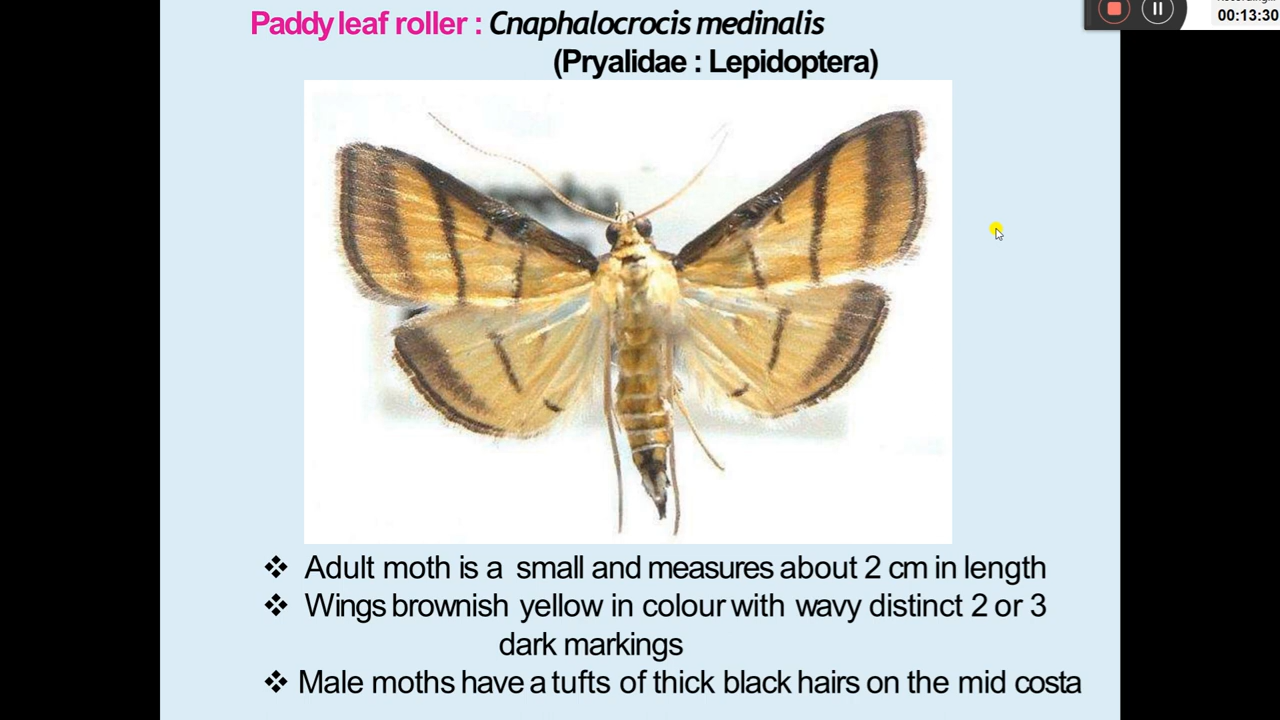 Paddy leaf roller : Cnaphalocrocis medinalis
(Pryalidae : Lepidoptera)
00:13:30
❖ Adult moth is a small and measures about 2 cm in length
❖ Wings brownish yellow in colour with wavy distinct 2 or 3
dark markings
❖ Male moths have a tufts of thick black hairs on the mid costa